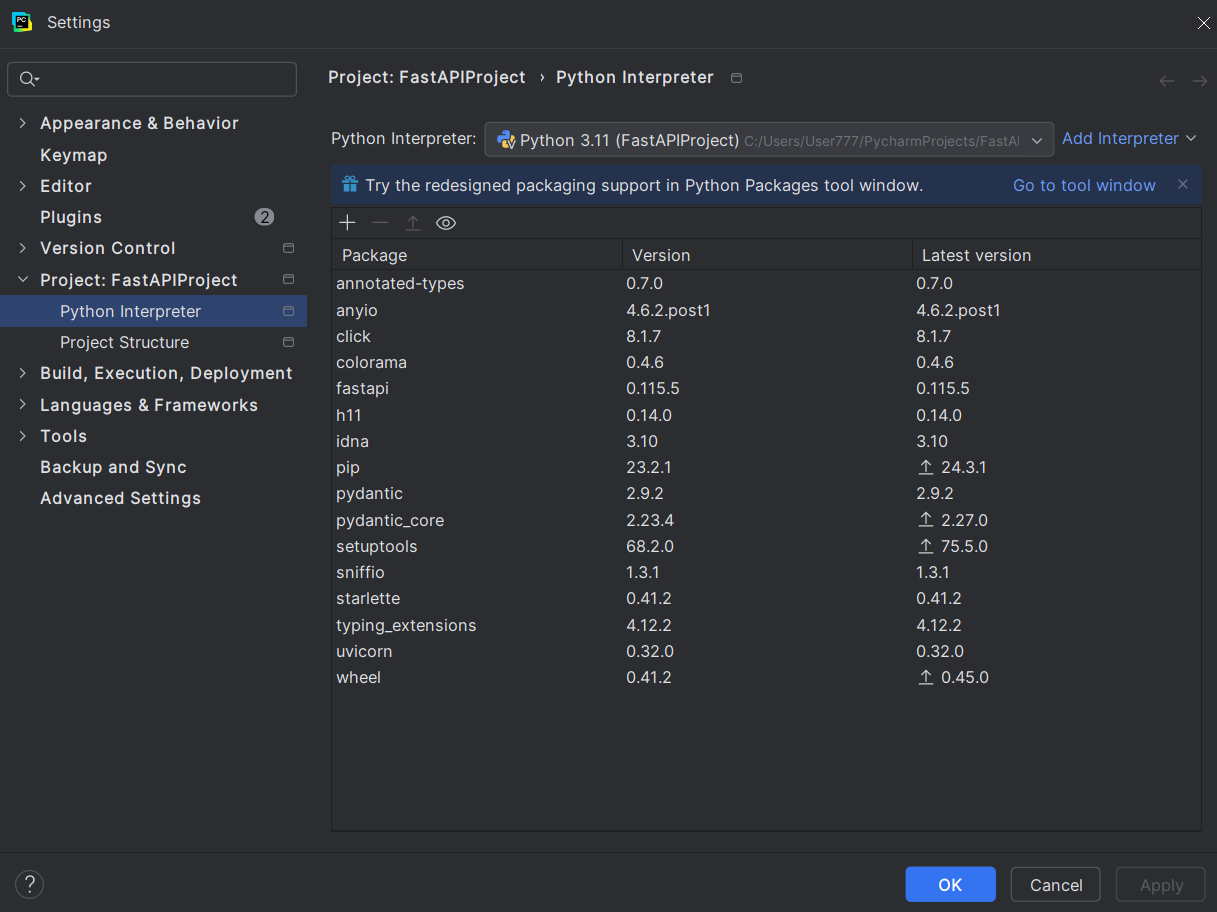 Settings
Project: FastAPIProject › Python Interpreter
Appearance & Behavior
Keymap
Editor
Plugins 2
Version Control
Project: FastAPIProject
Python Interpreter
Project Structure
Build, Execution, Deployment
Languages & Frameworks
Tools
Backup and Sync
Advanced Settings
Python Interpreter: Python 3.11 (FastAPIProject) C:/Users/User777/PycharmProjects/FastAI Add Interpreter
Try the redesigned packaging support in Python Packages tool window. Go to tool window
Package Version Latest version
annotated-types 0.7.0 0.7.0
anyio 4.6.2.post1 4.6.2.post1
click 8.1.7 8.1.7
colorama 0.4.6 0.4.6
fastapi 0.115.5 0.115.5
h11 0.14.0 0.14.0
idna 3.10 3.10
pip 23.2.1 24.3.1
pydantic 2.9.2 2.9.2
pydantic_core 2.23.4 2.27.0
setuptools 68.2.0 75.5.0
sniffio 1.3.1 1.3.1
starlette 0.41.2 0.41.2
typing_extensions 4.12.2 4.12.2
uvicorn 0.32.0 0.32.0
wheel 0.41.2 0.45.0
? OK Cancel Apply